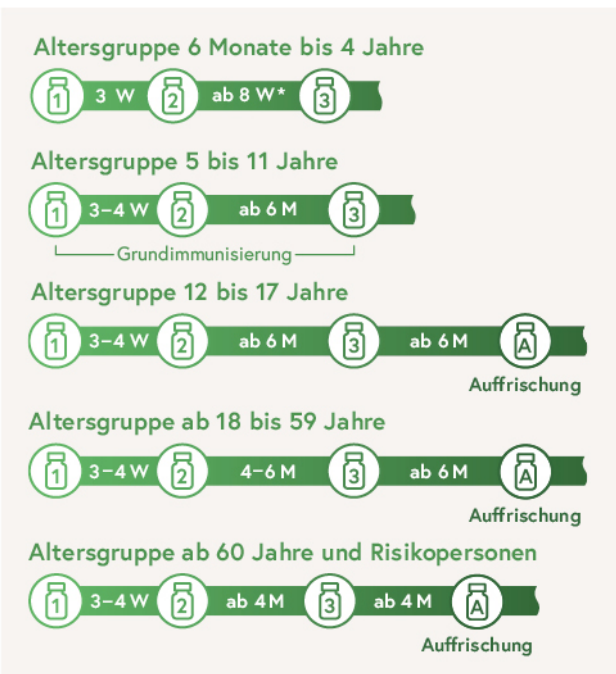 Altersgruppe 6 Monate bis 4 Jahre
1 3 W 2 ab 8 W* 3
Altersgruppe 5 bis 11 Jahre
1 3–4 W 2 ab 6 M 3
Grundimmunisierung
Altersgruppe 12 bis 17 Jahre
1 3–4 W 2 ab 6 M 3 ab 6 M A
Auffrischung
Altersgruppe ab 18 bis 59 Jahre
1 3–4 W 2 4–6 M 3 ab 6 M A
Auffrischung
Altersgruppe ab 60 Jahre und Risikopersonen
1 3–4 W 2 ab 4 M 3 ab 4 M A
Auffrischung